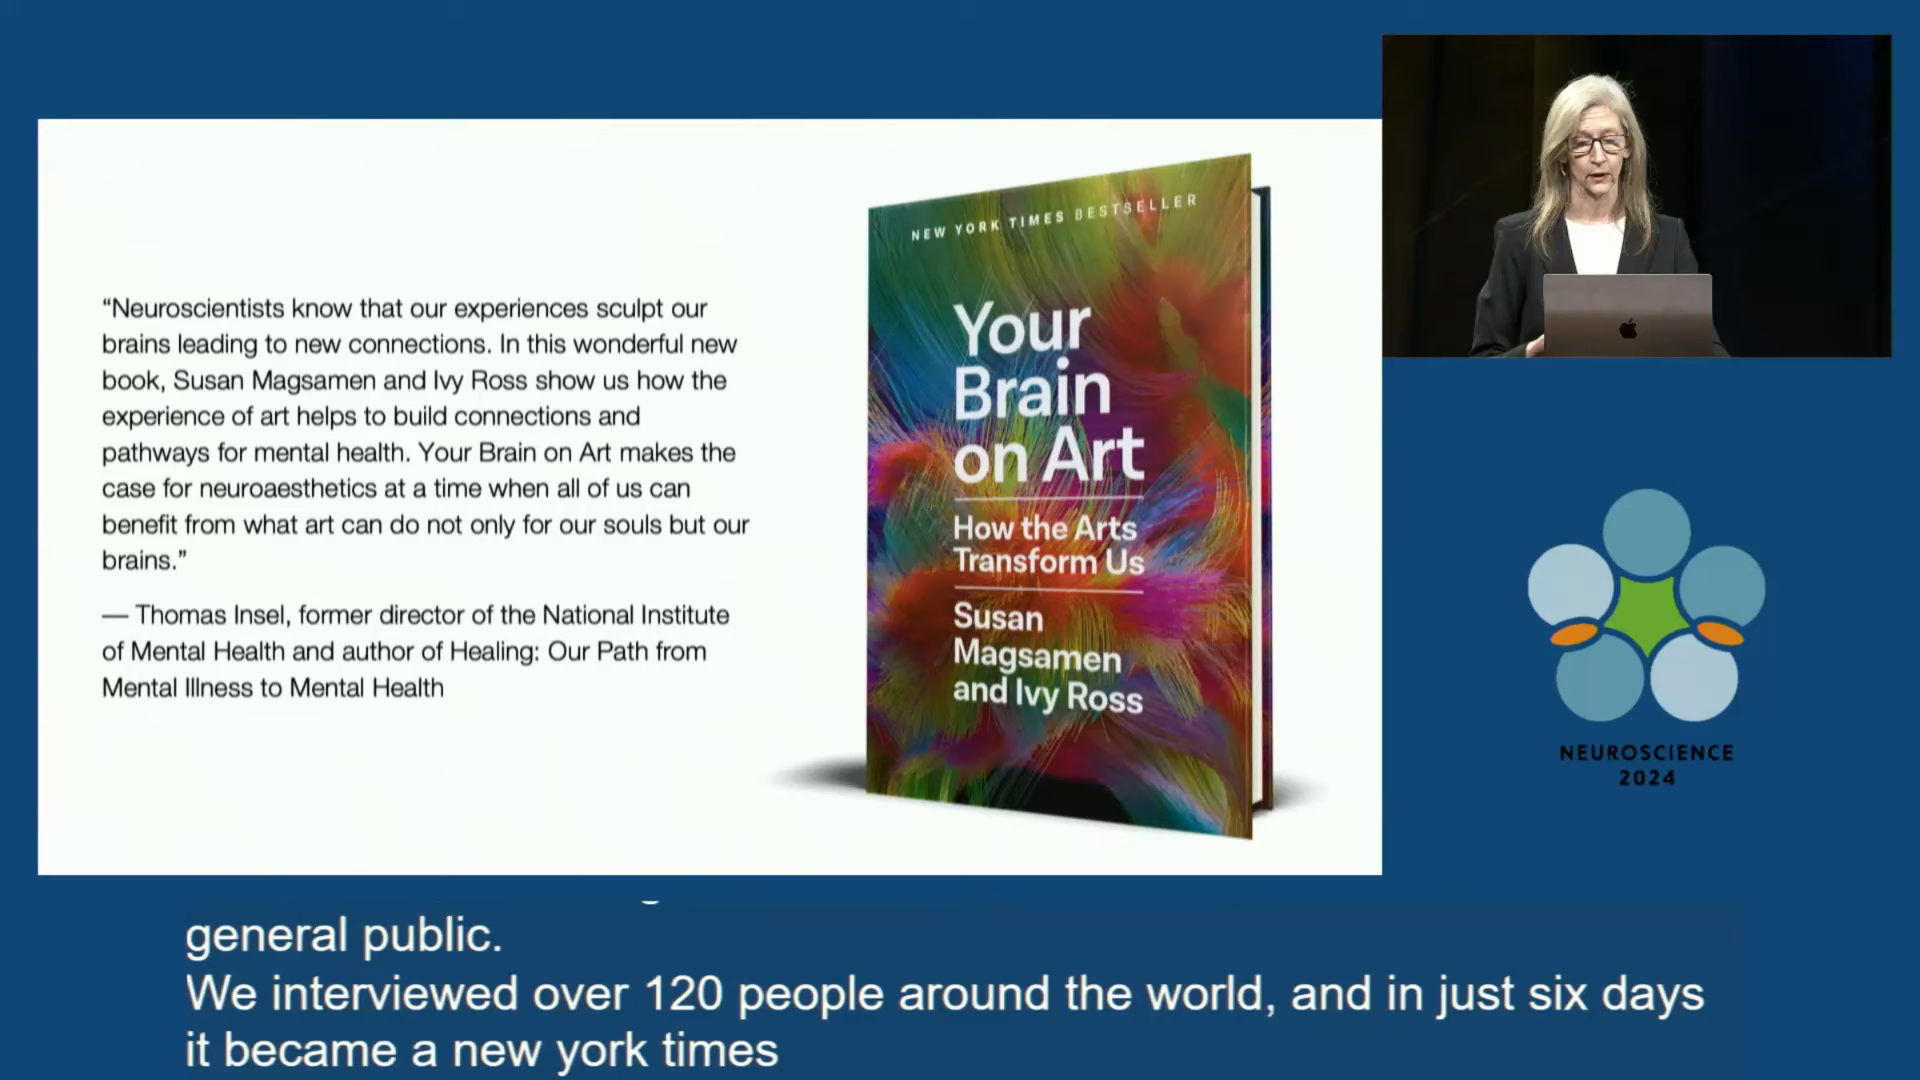 “Neuroscientists know that our experiences sculpt our
brains leading to new connections. In this wonderful new
book, Susan Magsamen and Ivy Ross show us how the
experience of art helps to build connections and
pathways for mental health. Your Brain on Art makes the
case for neuroaesthetics at a time when all of us can
benefit from what art can do not only for our souls but our
brains.”
— Thomas Insel, former director of the National Institute
of Mental Health and author of Healing: Our Path from
Mental Illness to Mental Health
NEW YORK TIMES BESTSELLER
Your
Brain
on Art
How the Arts
Transform Us
Susan
Magsamen
and Ivy Ross
NEUROSCIENCE
2024
general public.
We interviewed over 120 people around the world, and in just six days
it became a new york times